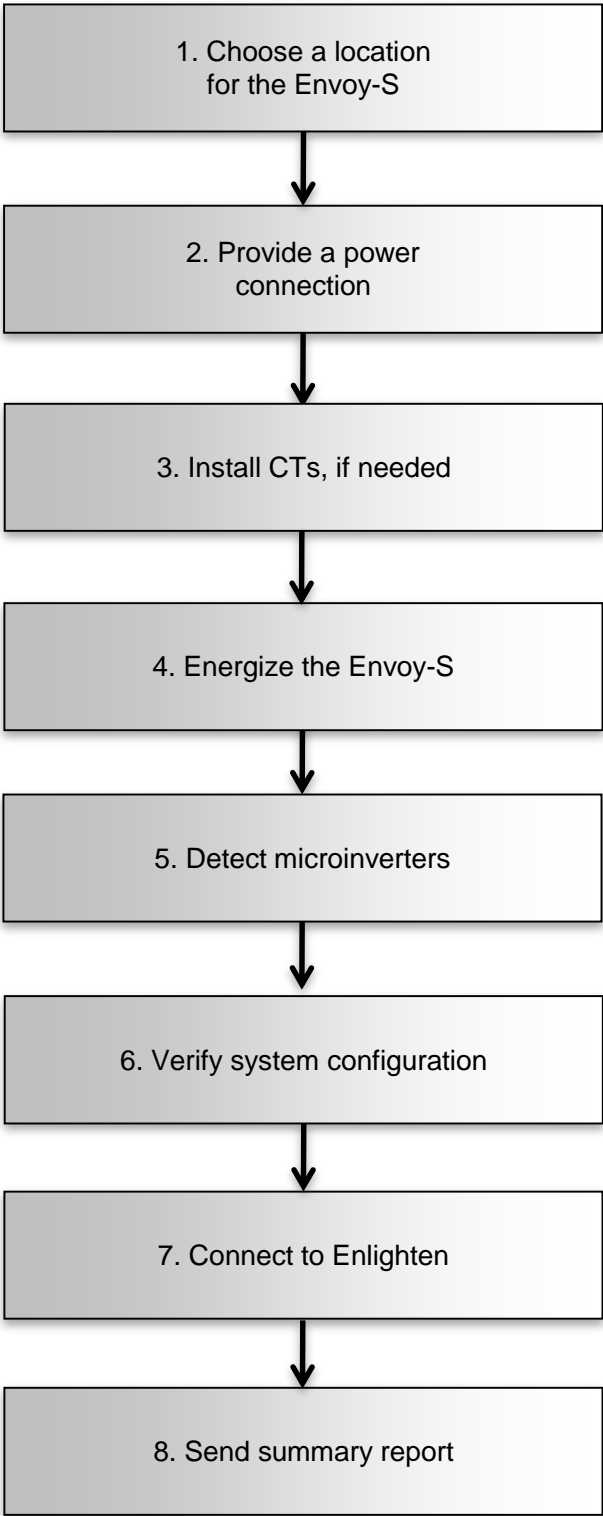 1. Choose a location
for the Envoy-S
2. Provide a power
connection
3. Install CTs, if needed
4. Energize the Envoy-S
5. Detect microinverters
6. Verify system configuration
7. Connect to Enlighten
8. Send summary report